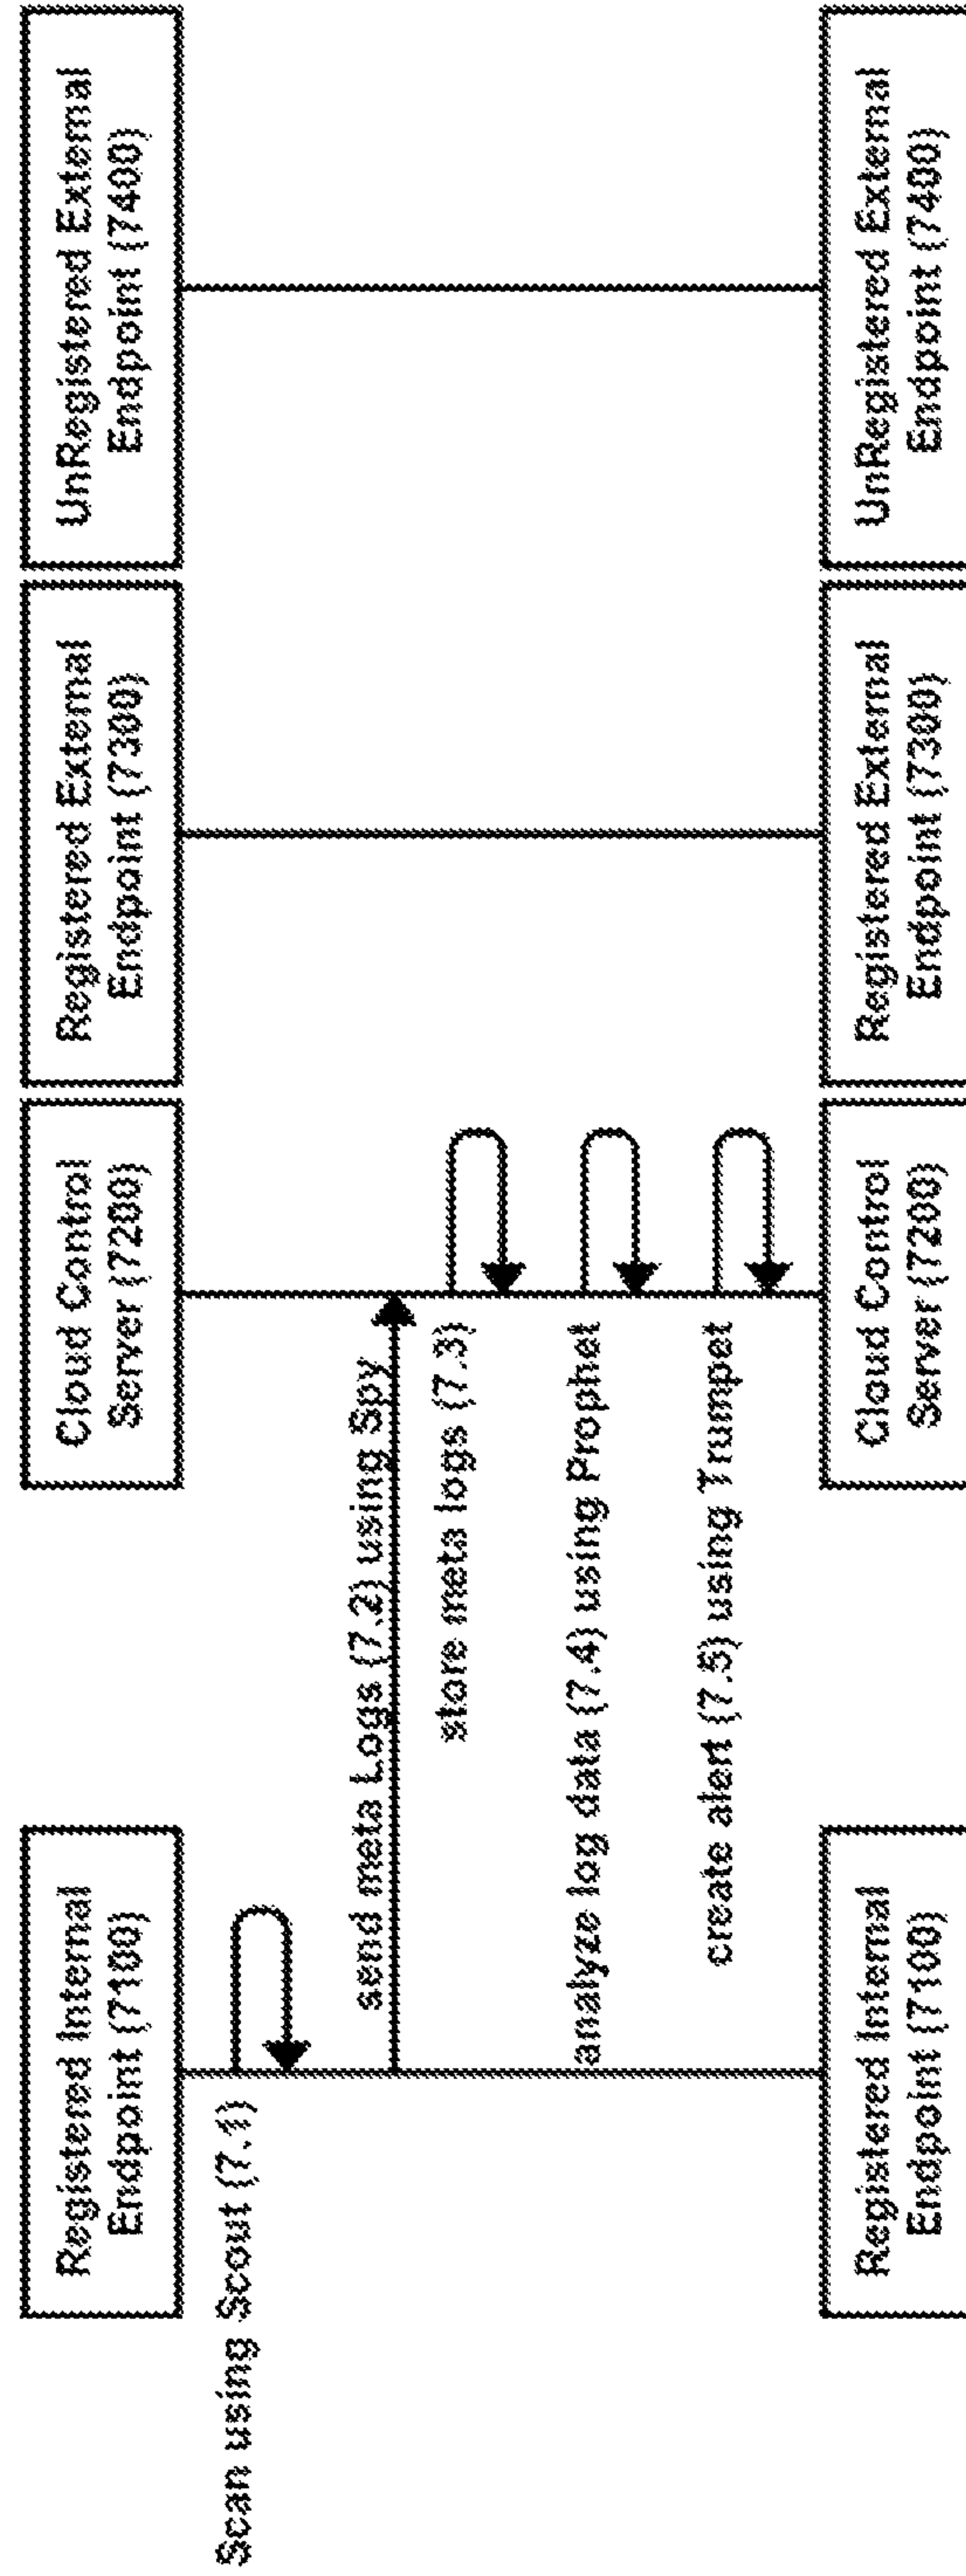 Registered Internal
Endpoint (7100)
Cloud Control
Server (7200)
Registered External
Endpoint (7300)
UnRegistered External
Endpoint (7400)
Scan using Scout (7.1)
send meta Logs (7.2) using Spy
store meta logs (7.3)
analyze log data (7.4) using Prophet
create alert (7.5) using Trumpet
Registered Internal
Endpoint (7100)
Cloud Control
Server (7200)
Registered External
Endpoint (7300)
UnRegistered External
Endpoint (7400)